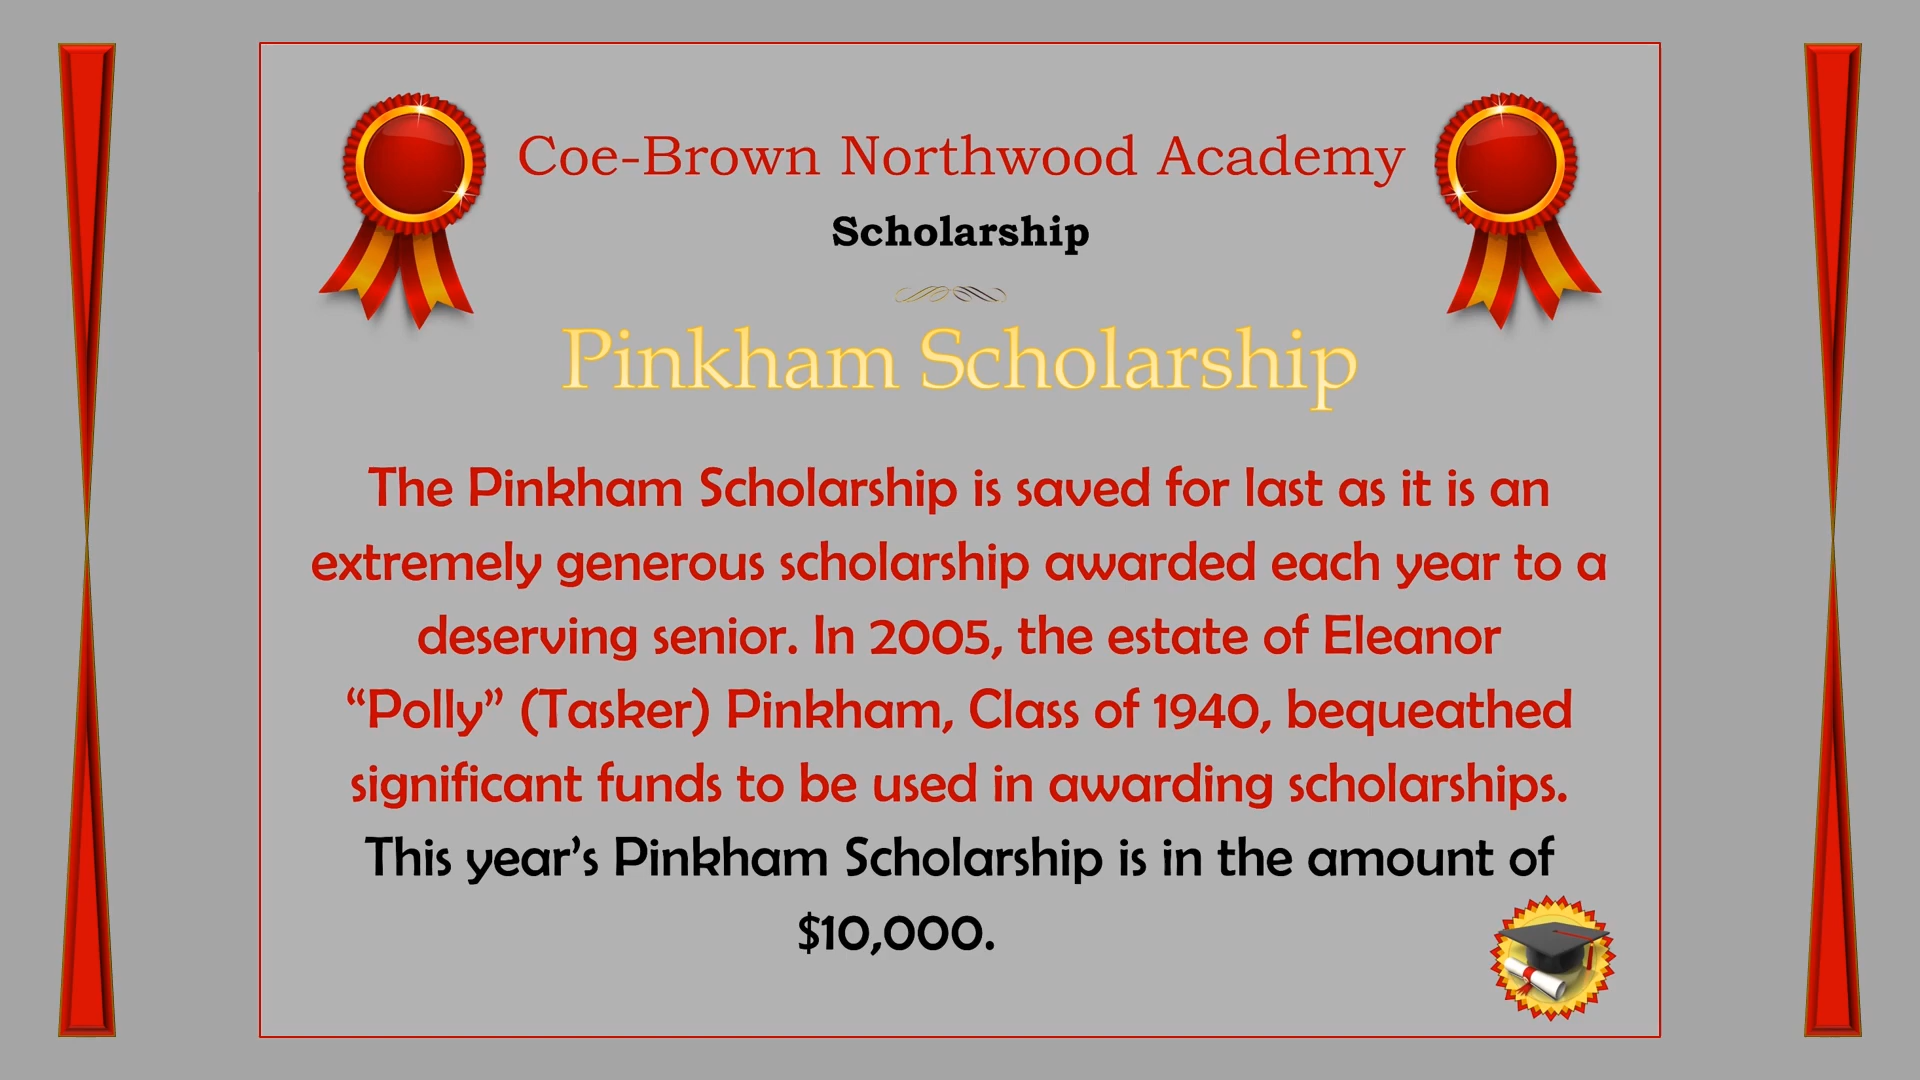 Coe-Brown Northwood Academy
Scholarship
Pinkham Scholarship
The Pinkham Scholarship is saved for last as it is an
extremely generous scholarship awarded each year to a
deserving senior. In 2005, the estate of Eleanor
“Polly” (Tasker) Pinkham, Class of 1940, bequeathed
significant funds to be used in awarding scholarships.
This year’s Pinkham Scholarship is in the amount of
$10,000.